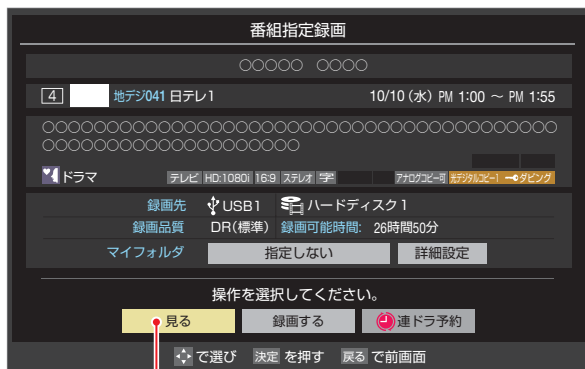 番組指定録画
○○○○○ ○○○○
4 地デジ041 日テレ1 10/10(水) PM 1:00 ～ PM 1:55
○○○○○○○○○○○○○○○○○○○○○○○○○○○○○○○○○○○○
○○○○○○○○○○○○○○○○○○
ドラマ テレビ HD:1080i 16:9 ステレオ 字 アナログコピー可 光デジタルコピー1 ダビング
録画先 USB1 ハードディスク1
録画品質 DR(標準) 録画可能時間: 26時間50分
マイフォルダ 指定しない 詳細設定
操作を選択してください。
見る 録画する 連ドラ予約
で選び 決定 を押す 戻る で前画面